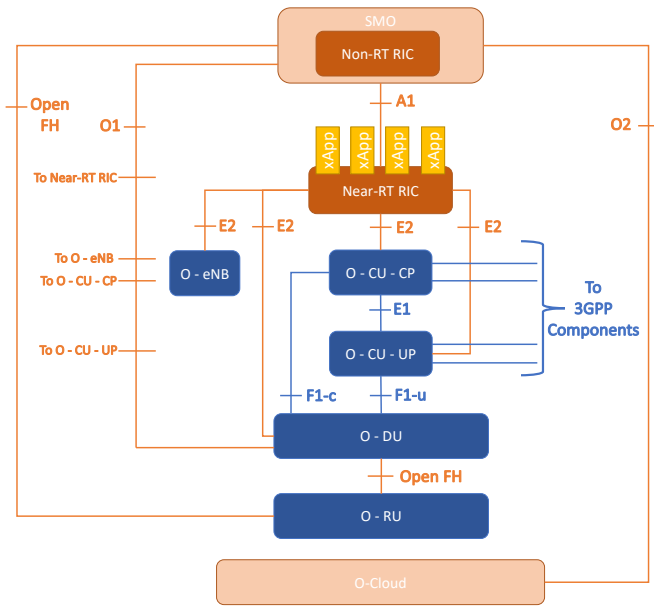 SMO
Non-RT RIC
Open
FH
A1
O1
O2
xApp
xApp
xApp
xApp
To Near-RT RIC
Near-RT RIC
E2
E2
E2
E2
To O - eNB
O - eNB
O - CU - CP
To O - CU - CP
To
3GPP
Components
E1
To O - CU - UP
O - CU - UP
F1-c
F1-u
O - DU
Open FH
O - RU
O-Cloud